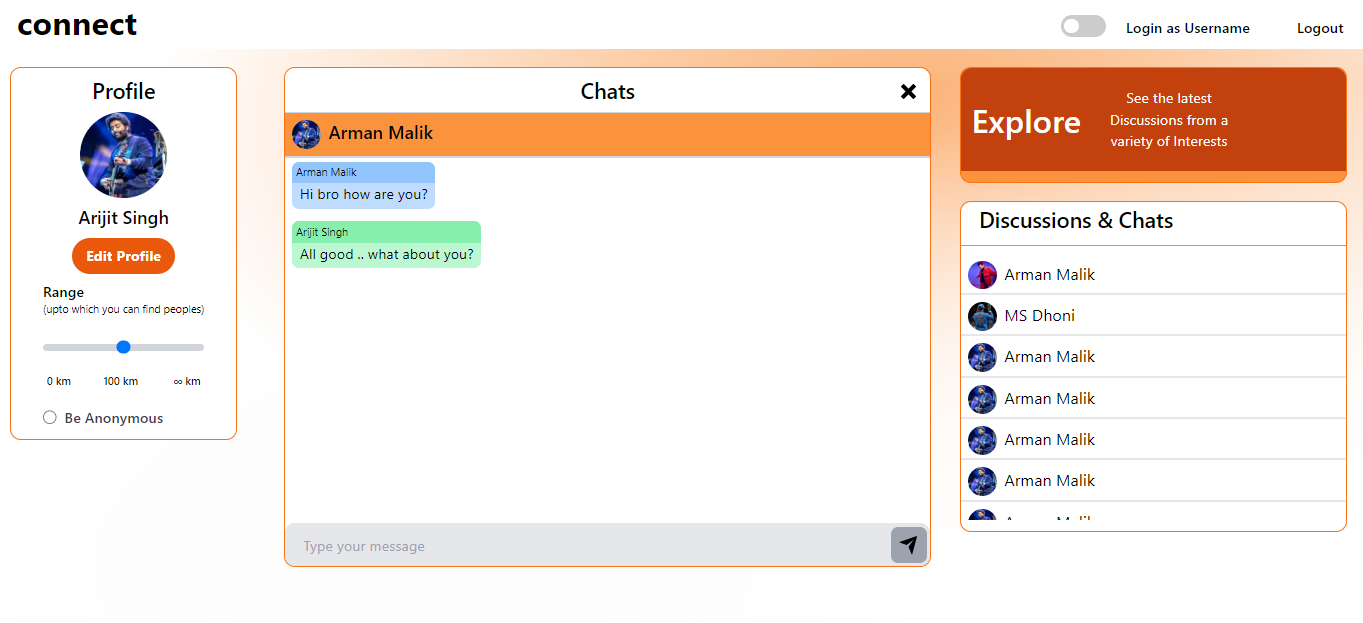 connect
Login as Username
Logout
Profile
Arijit Singh
Edit Profile
Range
(upto which you can find peoples)
0 km 100 km ∞ km
Be Anonymous
Chats
Arman Malik
Arman Malik
Hi bro how are you?
Arijit Singh
All good .. what about you?
Type your message
Explore
See the latest
Discussions from a
variety of Interests
Discussions & Chats
Arman Malik
MS Dhoni
Arman Malik
Arman Malik
Arman Malik
Arman Malik